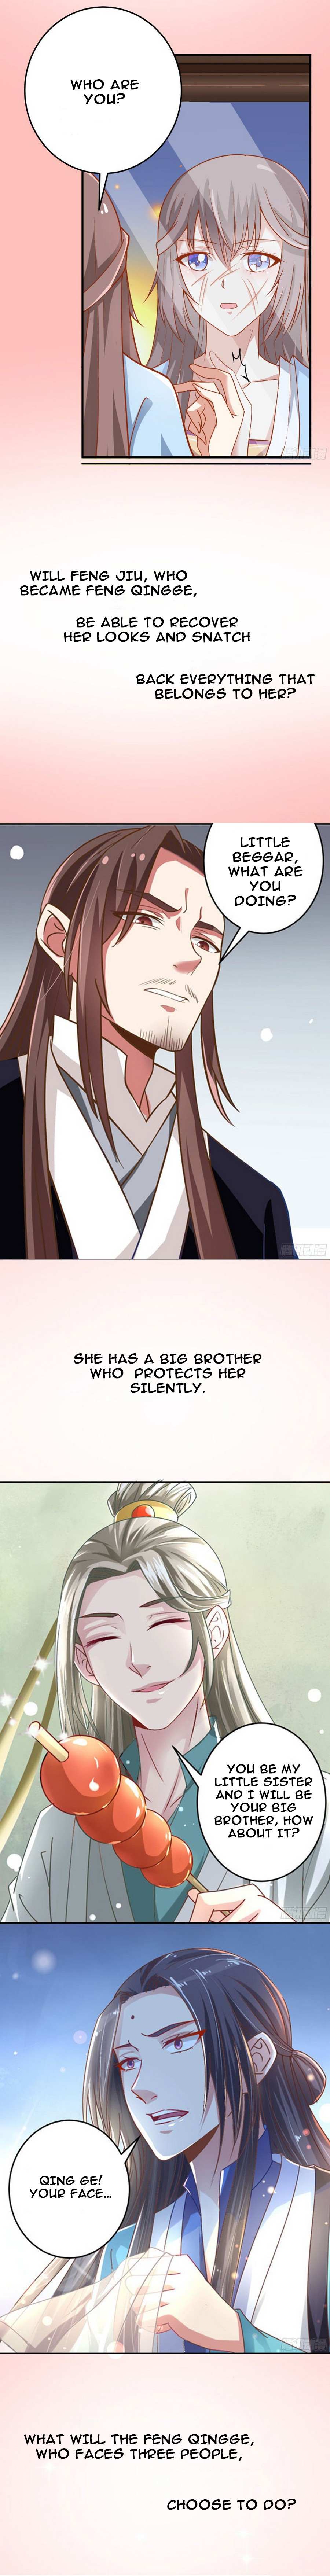 WHO ARE
YOU?
WILL FENG JIU, WHO
BECAME FENG QINGGE,
BE ABLE TO RECOVER
HER LOOKS AND SNATCH
BACK EVERYTHING THAT
BELONGS TO HER?
LITTLE
BEGGAR,
WHAT ARE
YOU
DOING?
SHE HAS A BIG BROTHER
WHO PROTECTS HER
SILENTLY.
YOU BE MY
LITTLE SISTER
AND I WILL BE
YOUR BIG
BROTHER, HOW
ABOUT IT?
QING GE!
YOUR FACE...
WHAT WILL THE FENG QINGGE,
WHO FACES THREE PEOPLE,
CHOOSE TO DO?